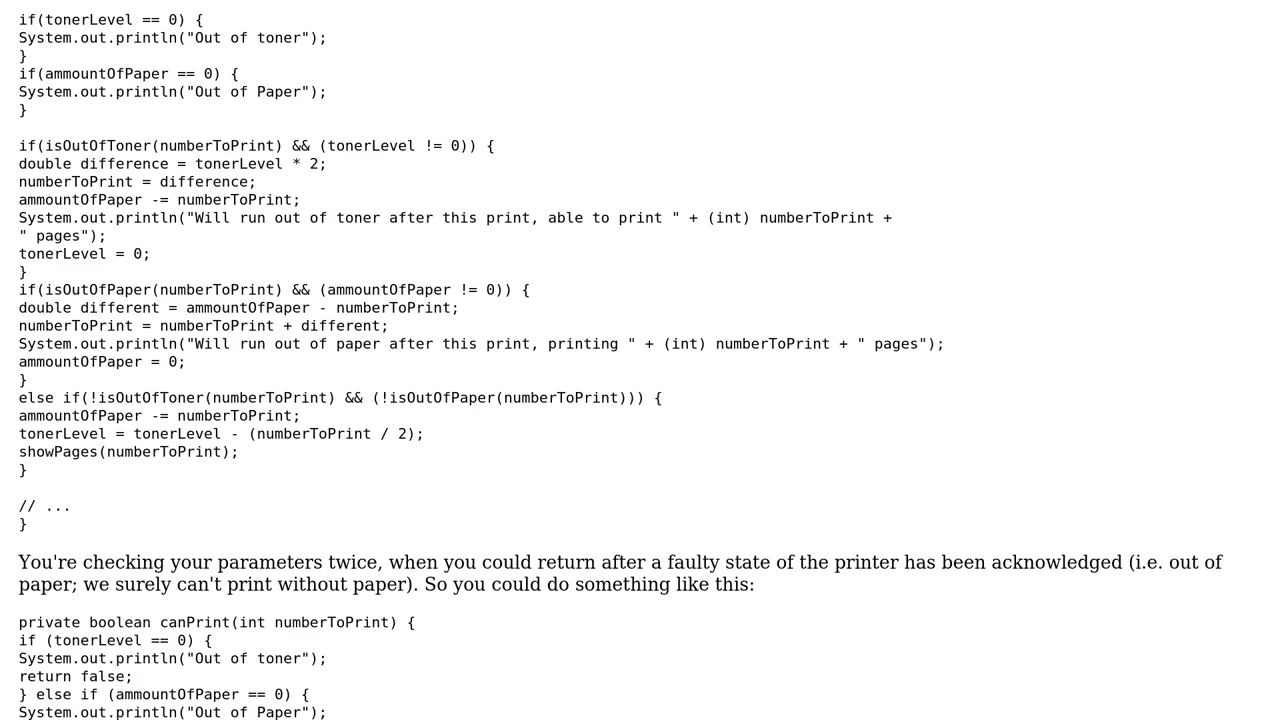 if(tonerLevel == 0) {
System.out.println("Out of toner");
}
if(ammountOfPaper == 0) {
System.out.println("Out of Paper");
}
if(isOutOfToner(numberToPrint) && (tonerLevel != 0)) {
double difference = tonerLevel * 2;
numberToPrint = difference;
ammountOfPaper -= numberToPrint;
System.out.println("Will run out of toner after this print, able to print " + (int) numberToPrint +
" pages");
tonerLevel = 0;
}
if(isOutOfPaper(numberToPrint) && (ammountOfPaper != 0)) {
double different = ammountOfPaper - numberToPrint;
numberToPrint = numberToPrint + different;
System.out.println("Will run out of paper after this print, printing " + (int) numberToPrint + " pages");
ammountOfPaper = 0;
}
else if(!isOutOfToner(numberToPrint) && (!isOutOfPaper(numberToPrint))) {
ammountOfPaper -= numberToPrint;
tonerLevel = tonerLevel - (numberToPrint / 2);
showPages(numberToPrint);
}
// ...
}
You're checking your parameters twice, when you could return after a faulty state of the printer has been acknowledged (i.e. out of
paper; we surely can't print without paper). So you could do something like this:
private boolean canPrint(int numberToPrint) {
if (tonerLevel == 0) {
System.out.println("Out of toner");
return false;
} else if (ammountOfPaper == 0) {
System.out.println("Out of Paper");